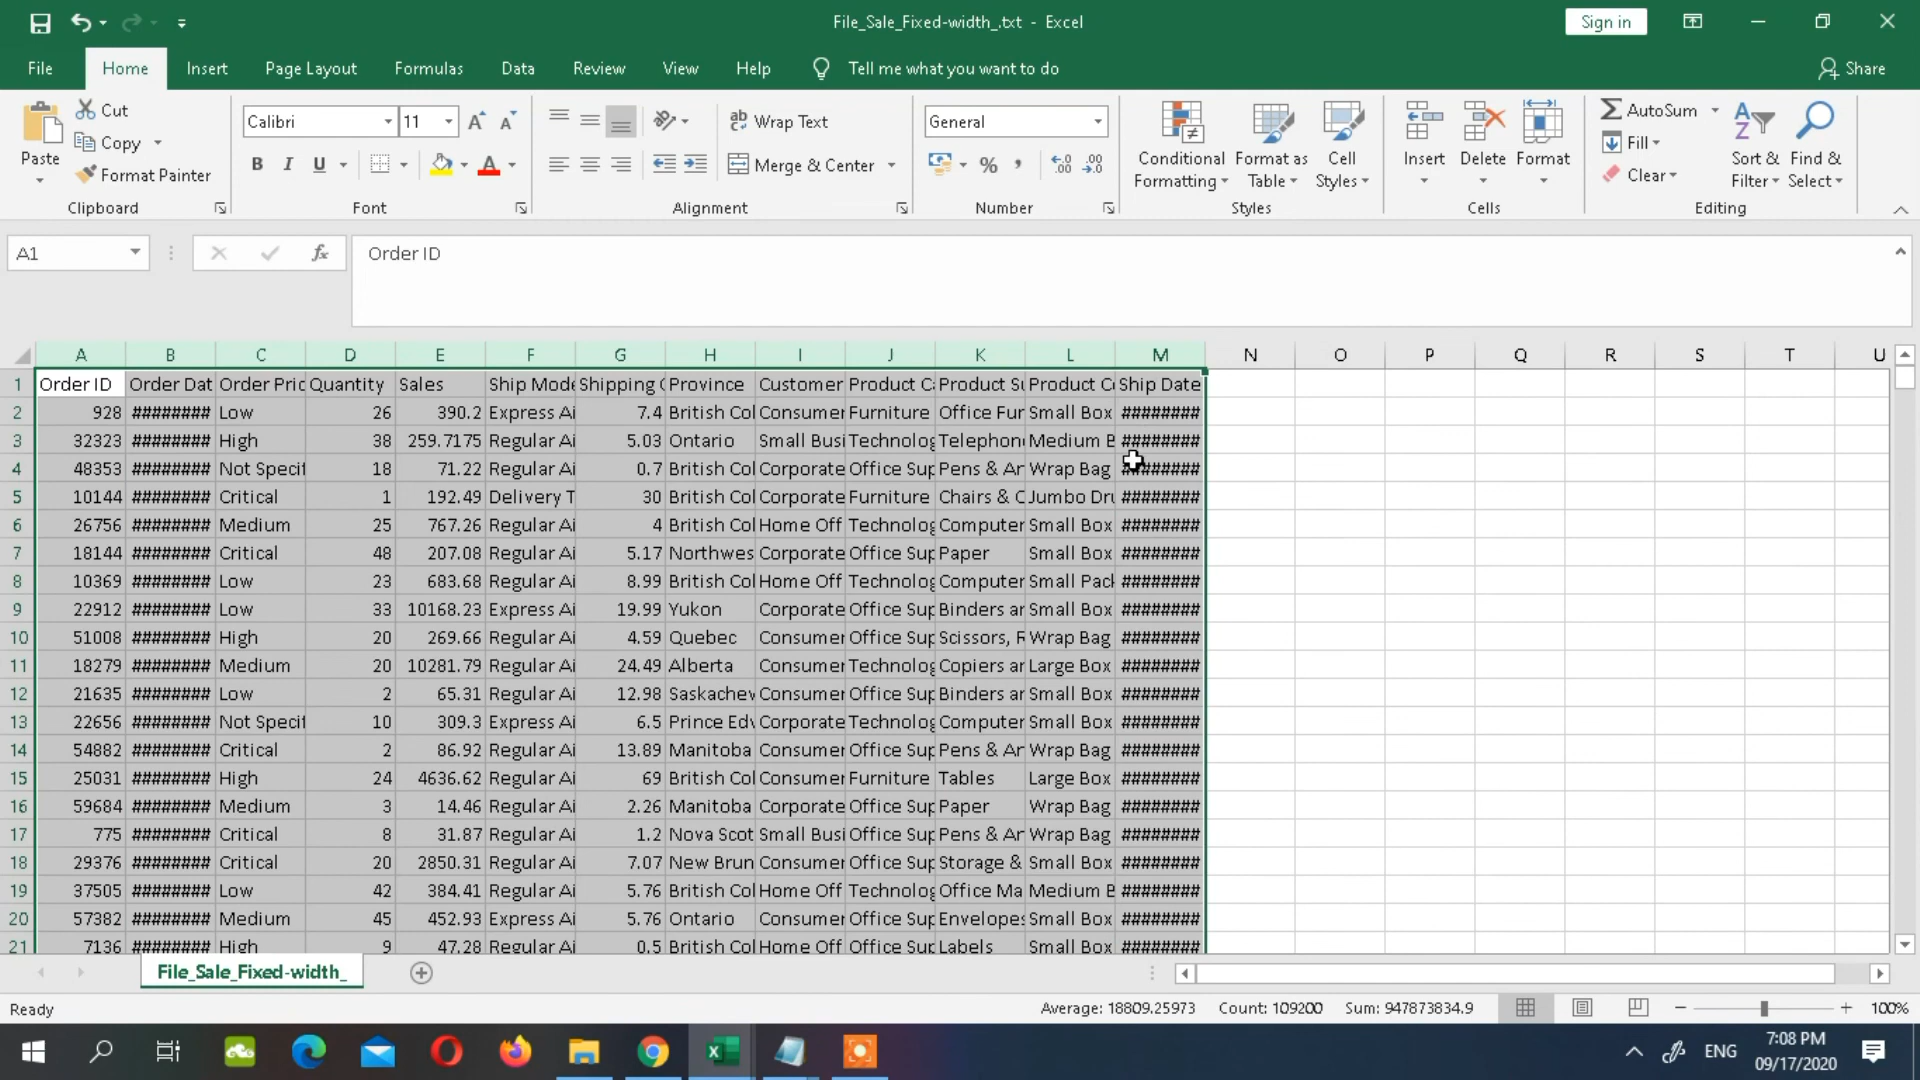 File_Sale_Fixed-width_.txt - Excel
Sign in
File Home Insert Page Layout Formulas Data Review View Help Tell me what you want to do Share
Paste Cut Copy Format Painter Clipboard
Calibri 11 B I U A Font
Wrap Text Merge & Center Alignment
General % , Number
Conditional Formatting Format as Table Cell Styles Styles
Insert Delete Format Cells
AutoSum Fill Clear Sort & Filter Find & Select Editing
A1 fx Order ID
A B C D E F G H I J K L M N O P Q R S T U
1 Order ID Order Dat Order Pric Quantity Sales Ship Mode Shipping C Province Customer Product Ca Product Su Product Co Ship Date
2 928 ######## Low 26 390.2 Express Ai 7.4 British Col Consumer Furniture Office Fur Small Box ########
3 32323 ######## High 38 259.7175 Regular Ai 5.03 Ontario Small Busi Technolog Telephon Medium B ########
4 48353 ######## Not Specif 18 71.22 Regular Ai 0.7 British Col Corporate Office Sup Pens & Ar Wrap Bag ########
5 10144 ######## Critical 1 192.49 Delivery T 30 British Col Corporate Furniture Chairs & C Jumbo Dru ########
6 26756 ######## Medium 25 767.26 Regular Ai 4 British Col Home Off Technolog Computer Small Box ########
7 18144 ######## Critical 48 207.08 Regular Ai 5.17 Northwes Corporate Office Sup Paper Small Box ########
8 10369 ######## Low 23 683.68 Regular Ai 8.99 British Col Home Off Technolog Computer Small Pack ########
9 22912 ######## Low 33 10168.23 Express Ai 19.99 Yukon Corporate Office Sup Binders ar Small Box ########
10 51008 ######## High 20 269.66 Regular Ai 4.59 Quebec Consumer Office Sup Scissors, R Wrap Bag ########
11 18279 ######## Medium 20 10281.79 Regular Ai 24.49 Alberta Consumer Technolog Copiers ar Large Box ########
12 21635 ######## Low 2 65.31 Regular Ai 12.98 Saskachev Consumer Office Sup Binders ar Small Box ########
13 22656 ######## Not Specif 10 309.3 Express Ai 6.5 Prince Edv Corporate Technolog Computer Small Box ########
14 54882 ######## Critical 2 86.92 Regular Ai 13.89 Manitoba Consumer Office Sup Pens & Ar Wrap Bag ########
15 25031 ######## High 24 4636.62 Regular Ai 69 British Col Consumer Furniture Tables Large Box ########
16 59684 ######## Medium 3 14.46 Regular Ai 2.26 Manitoba Corporate Office Sup Paper Wrap Bag ########
17 775 ######## Critical 8 31.87 Regular Ai 1.2 Nova Scot Small Busi Office Sup Pens & Ar Wrap Bag ########
18 29376 ######## Critical 20 2850.31 Regular Ai 7.07 New Brun Consumer Office Sup Storage & Small Box ########
19 37505 ######## Low 42 384.41 Regular Ai 5.76 British Col Home Off Technolog Office Ma Medium B ########
20 57382 ######## Medium 45 452.93 Express Ai 5.76 Ontario Consumer Office Sup Envelopes Small Box ########
21 7136 ######## High 9 47.28 Regular Ai 0.5 British Col Home Off Office Sup Labels Small Box ########
File_Sale_Fixed-width_
Ready Average: 18809.25973 Count: 109200 Sum: 947873834.9 100%
ENG 7:08 PM
09/17/2020